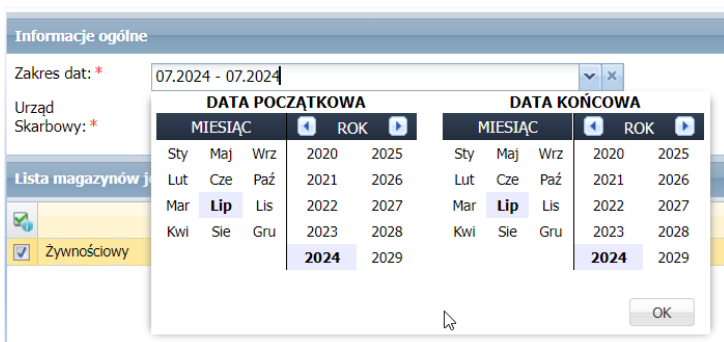 Informacje ogólne
Zakres dat: * 07.2024 - 07.2024
Urząd
Skarbowy: *
DATA POCZĄTKOWA DATA KOŃCOWA
MIESIĄC ROK MIESIĄC ROK
Sty Maj Wrz 2020 2025 Sty Maj Wrz 2020 2025
Lut Cze Paź 2021 2026 Lut Cze Paź 2021 2026
Mar Lip Lis 2022 2027 Mar Lip Lis 2022 2027
Kwi Sie Gru 2023 2028 Kwi Sie Gru 2023 2028
2024 2029 2024 2029
OK
Lista magazynów
Żywnościowy